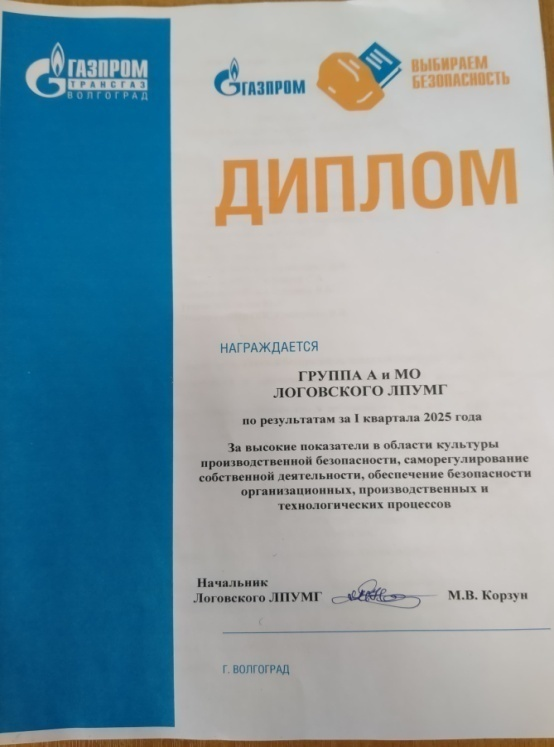 ГАЗПРОМ
ТРАНСГАЗ
ВОЛГОГРАД
ГАЗПРОМ
ВЫБИРАЕМ
БЕЗОПАСНОСТЬ
ДИПЛОМ
НАГРАЖДАЕТСЯ
ГРУППА А и МО
ЛОГОВСКОГО ЛПУМГ
по результатам за I квартала 2025 года
За высокие показатели в области культуры
производственной безопасности, саморегулирование
собственной деятельности, обеспечение безопасности
организационных, производственных и
технологических процессов
Начальник
Логовского ЛПУМГ М.В. Корзун
Г. ВОЛГОГРАД